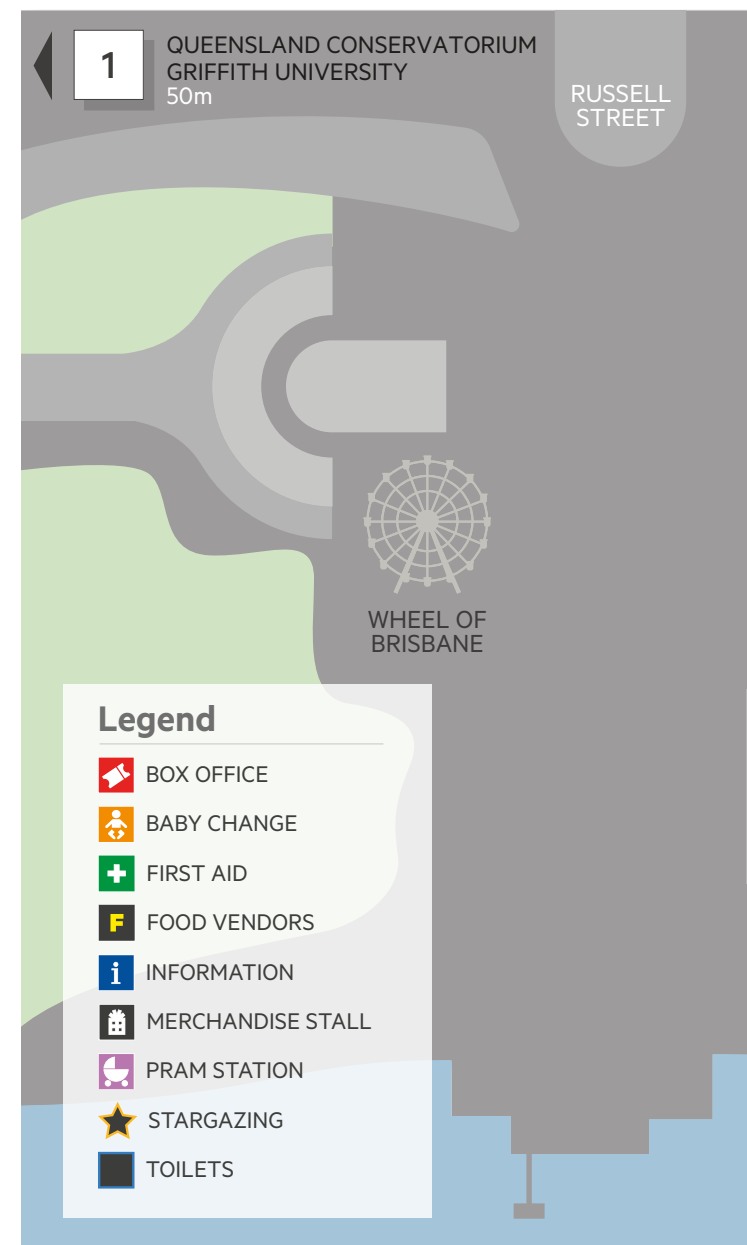 1
QUEENSLAND CONSERVATORIUM
GRIFFITH UNIVERSITY
50m
RUSSELL
STREET
WHEEL OF
BRISBANE
Legend
BOX OFFICE
BABY CHANGE
FIRST AID
F FOOD VENDORS
i INFORMATION
MERCHANDISE STALL
PRAM STATION
STARGAZING
TOILETS